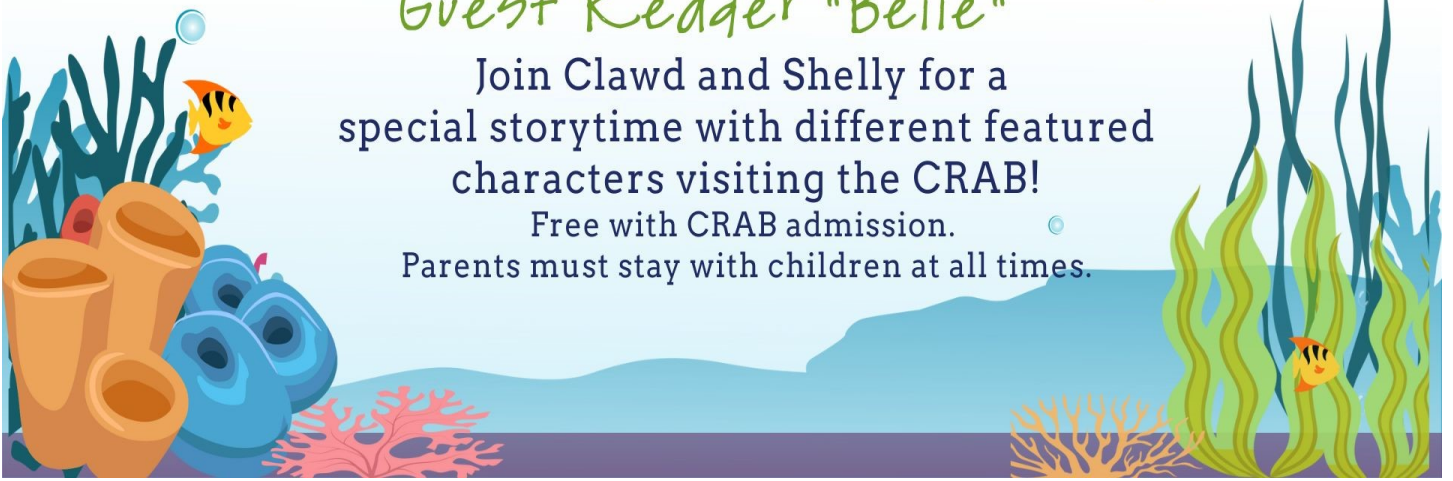 Guest Reader "Belle"
Join Clawd and Shelly for a
special storytime with different featured
characters visiting the CRAB!
Free with CRAB admission.
Parents must stay with children at all times.